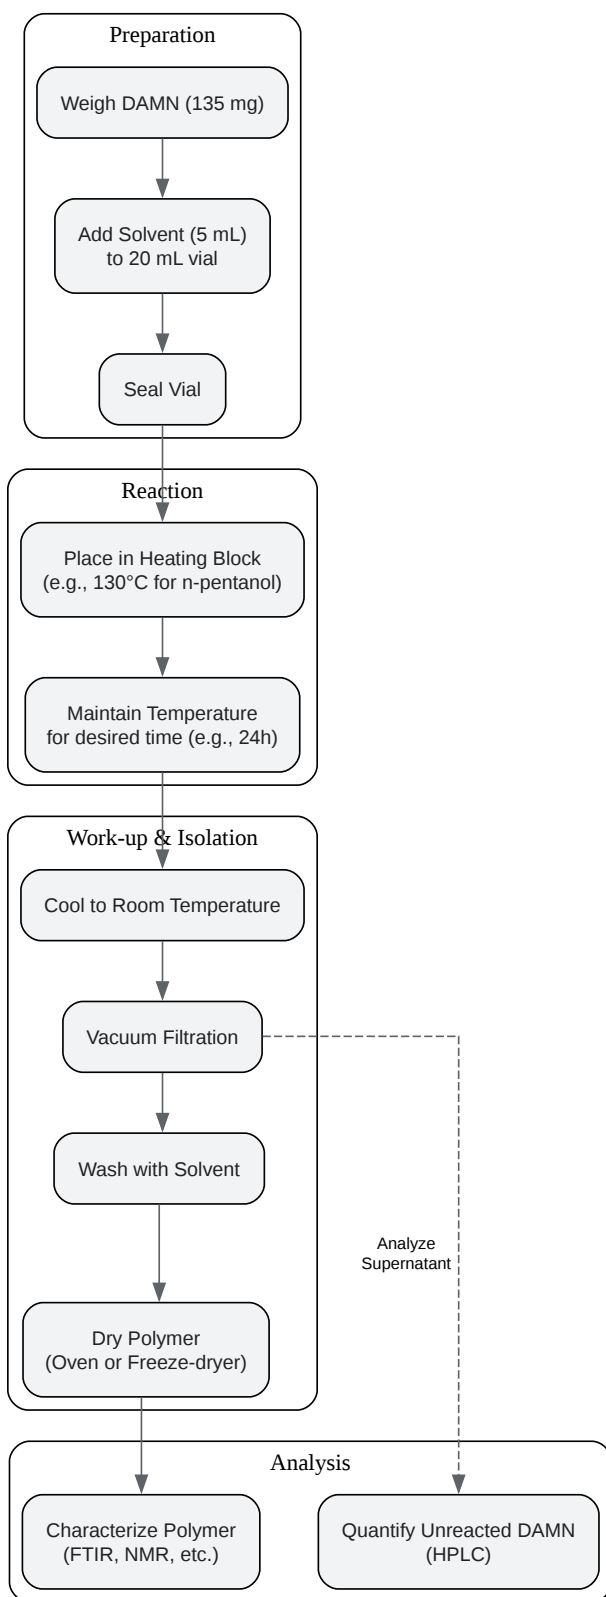 Preparation
Weigh DAMN (135 mg)
Add Solvent (5 mL)
to 20 mL vial
Seal Vial
Reaction
Place in Heating Block
(e.g., 130°C for n-pentanol)
Maintain Temperature
for desired time (e.g., 24h)
Work-up & Isolation
Cool to Room Temperature
Vacuum Filtration
Wash with Solvent
Analyze
Supernatant
Dry Polymer
(Oven or Freeze-dryer)
Analysis
Characterize Polymer
(FTIR, NMR, etc.)
Quantify Unreacted DAMN
(HPLC)